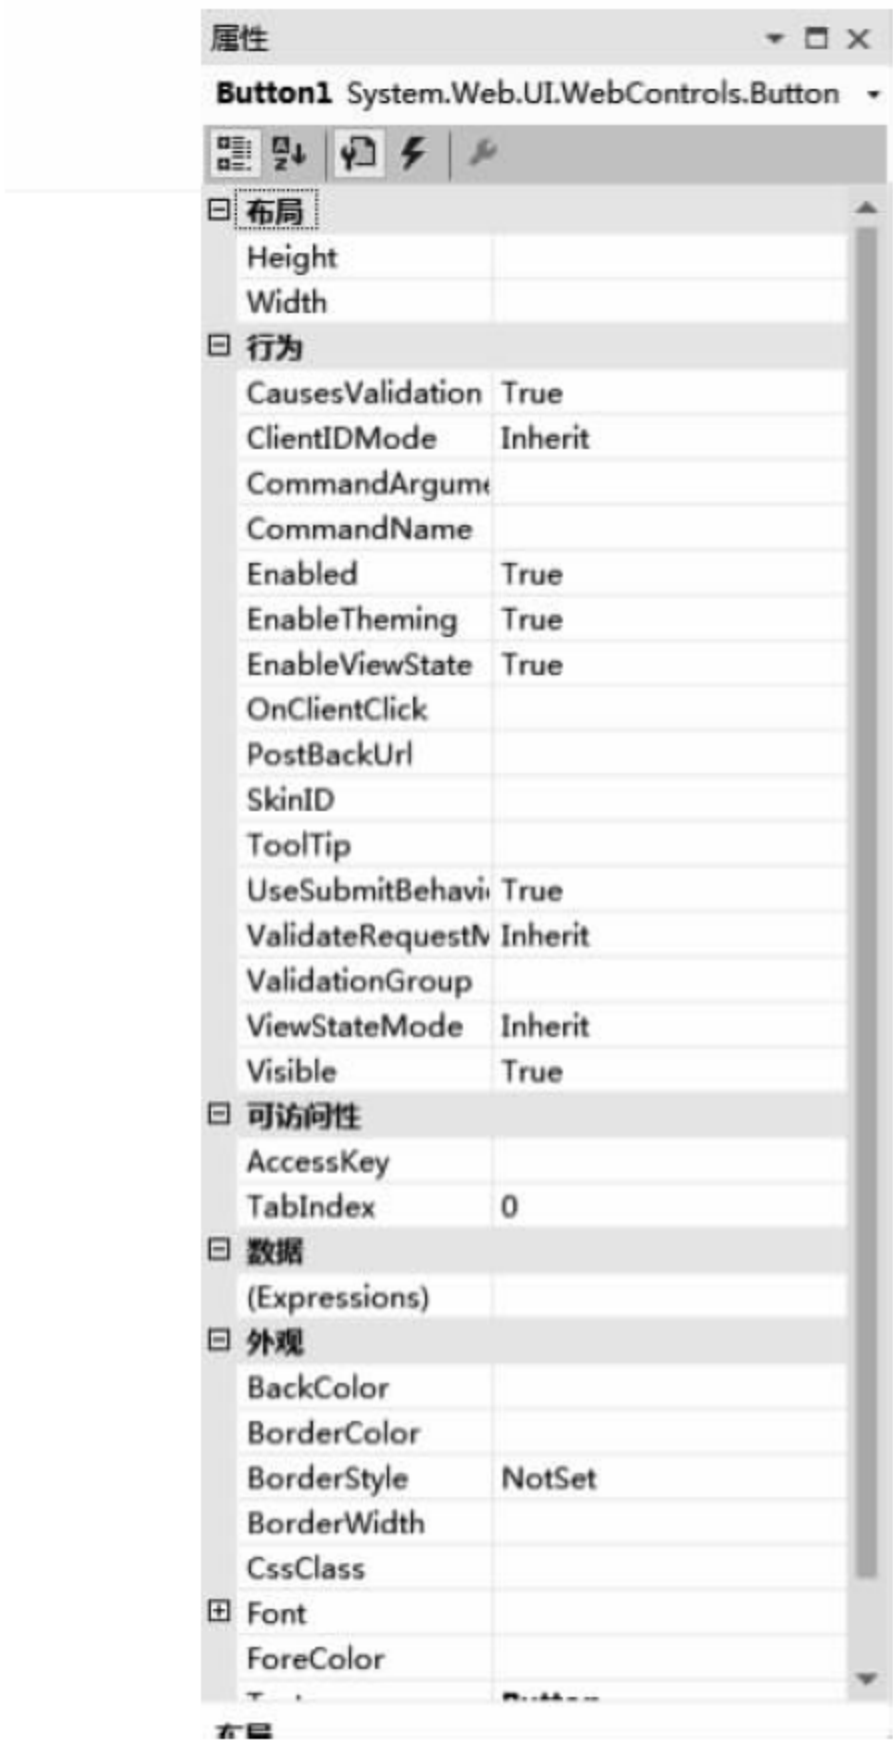 属性
Button1 System.Web.UI.WebControls.Button
布局
Height
Width
行为
CausesValidation True
ClientIDMode Inherit
CommandArgume
CommandName
Enabled True
EnableTheming True
EnableViewState True
OnClientClick
PostBackUrl
SkinID
ToolTip
UseSubmitBehavi True
ValidateRequestM Inherit
ValidationGroup
ViewStateMode Inherit
Visible True
可访问性
AccessKey
TabIndex 0
数据
(Expressions)
外观
BackColor
BorderColor
BorderStyle NotSet
BorderWidth
CssClass
Font
ForeColor
布局